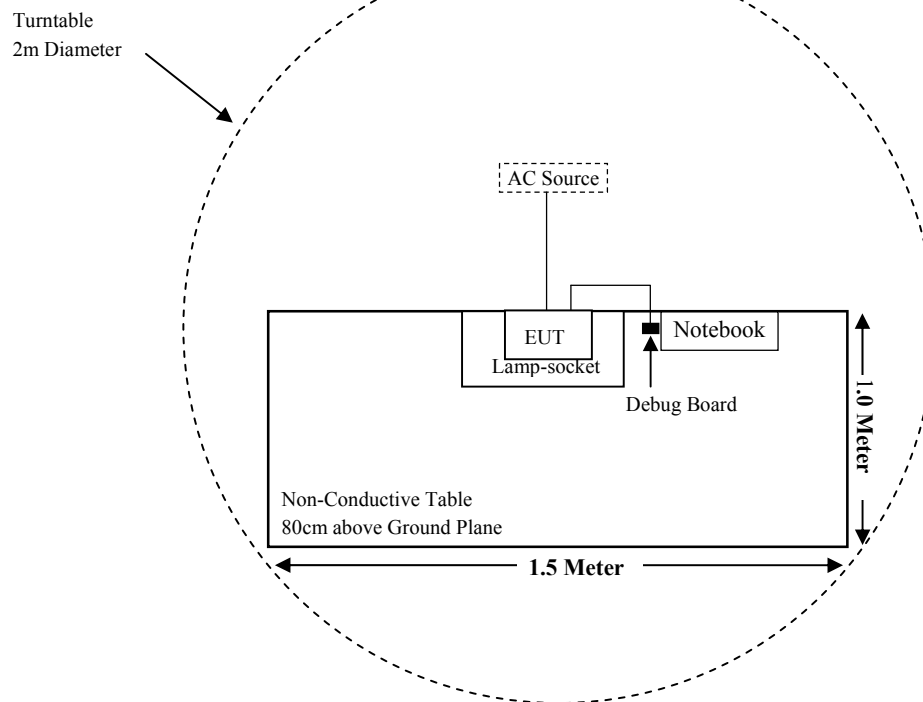 Turntable
2m Diameter
AC Source
EUT
Notebook
Lamp-socket
Debug Board
1.0 Meter
Non-Conductive Table
80cm above Ground Plane
1.5 Meter